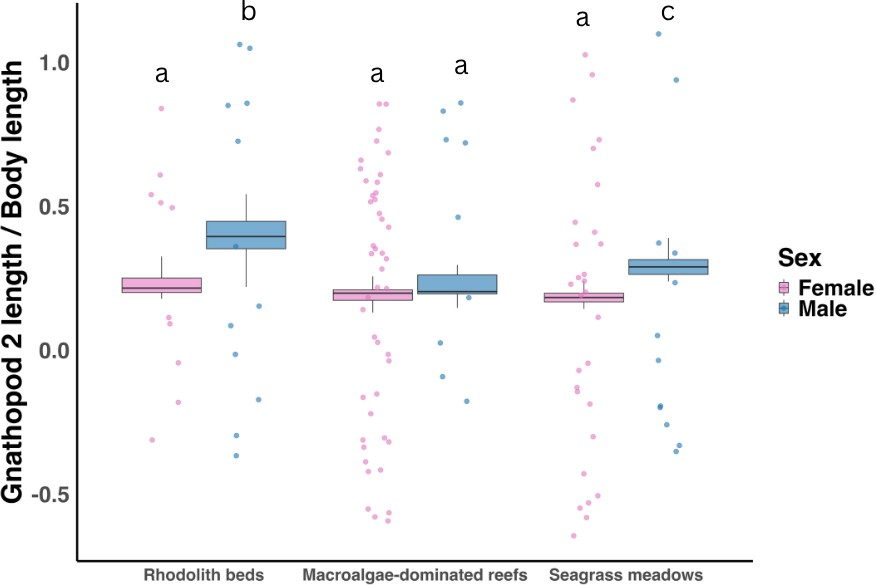 b
a
c
a
a
a
1.0
0.5
0.0
-0.5
Gnathopod 2 length / Body length
Rhodolith beds
Macroalgae-dominated reefs
Seagrass meadows
Sex
Female
Male